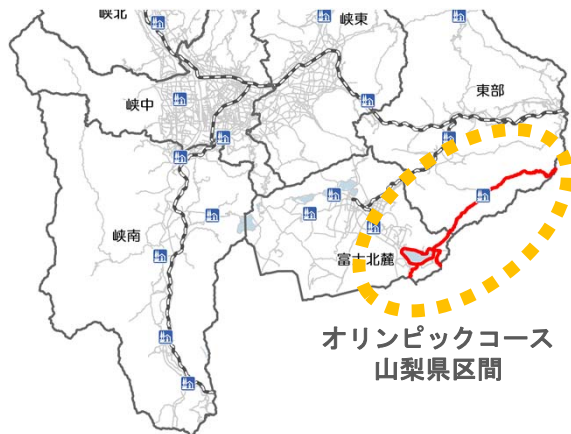 峡北
峡東
東部
峡中
峡南
富士北麓
オリンピックコース
山梨県区間